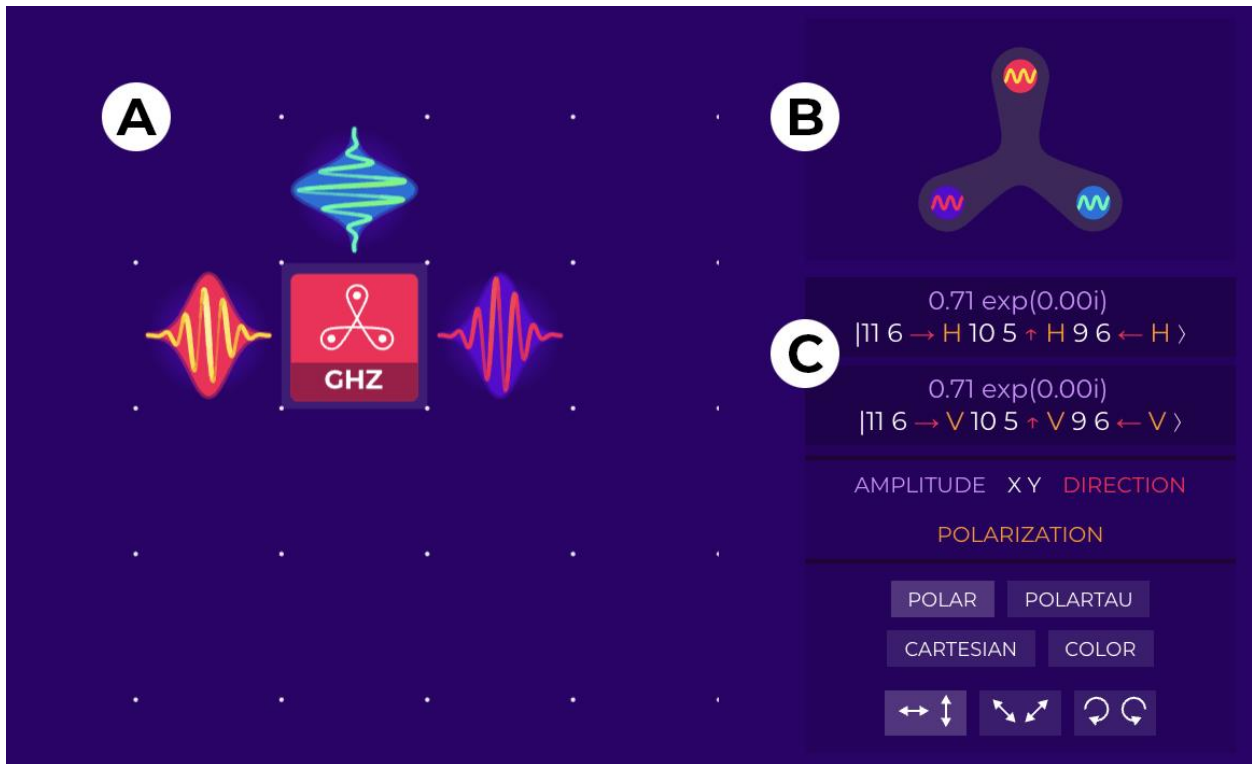 A
B
GHZ
C
0.71 exp(0.00i)
|11 6 → H 10 5 ↑ H 9 6 ← H ⟩
0.71 exp(0.00i)
|11 6 → V 10 5 ↑ V 9 6 ← V ⟩
AMPLITUDE X Y DIRECTION
POLARIZATION
POLAR POLARTAU
CARTESIAN COLOR